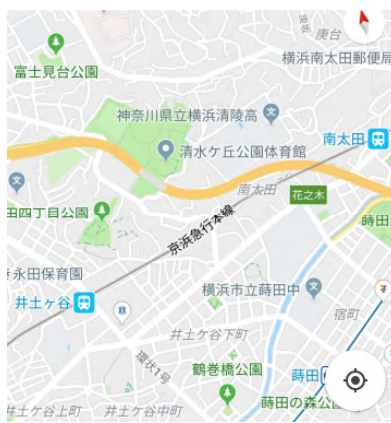 庚台
横浜南太田郵便局
富士見台公園
神奈川県立横浜清陵高
文
南太田
清水ケ丘公園体育館
文
南太田
花之木
田四丁目公園
蒔田
京浜急行本線
永田保育園
横浜市立蒔田中
文
井土ケ谷
宿町
井土ケ谷下町
環状1号
鶴巻橋公園
蒔田
井土ケ谷上町
井土ケ谷中町
蒔田の森公園